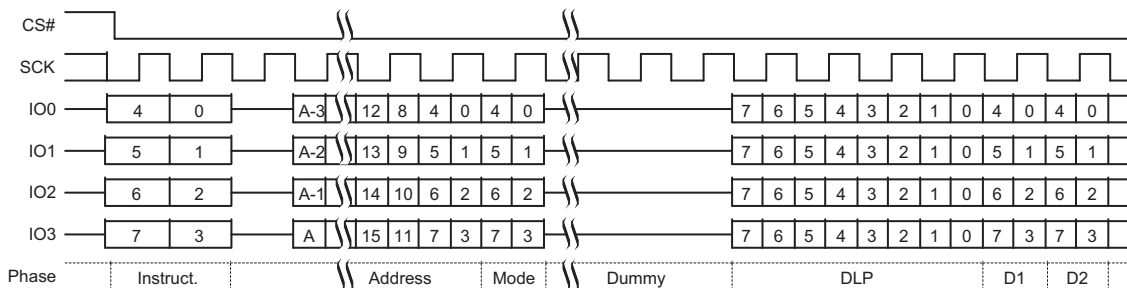 CS#
SCK
IO0 4 0 A-3 12 8 4 0 4 0 7 6 5 4 3 2 1 0 4 0 4 0
IO1 5 1 A-2 13 9 5 1 5 1 7 6 5 4 3 2 1 0 5 1 5 1
IO2 6 2 A-1 14 10 6 2 6 2 7 6 5 4 3 2 1 0 6 2 6 2
IO3 7 3 A 15 11 7 3 7 3 7 6 5 4 3 2 1 0 7 3 7 3
Phase Instruct. Address Mode Dummy DLP D1 D2